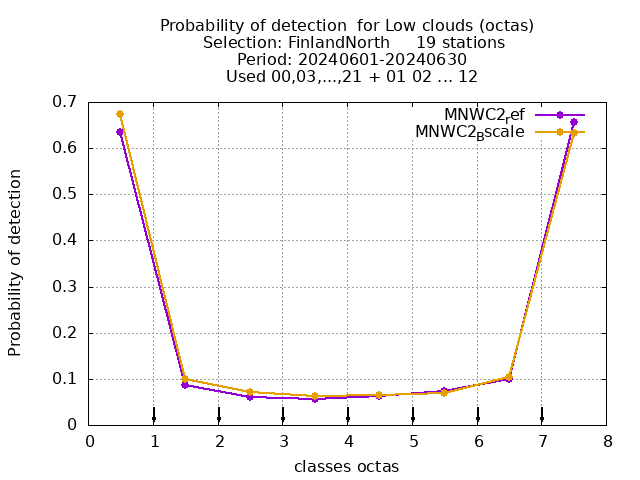 Probability of detection  for Low clouds (octas)
Selection: FinlandNorth     19 stations
Period: 20240601-20240630
Used 00,03,...,21 + 01 02 ... 12
MNWC2ref
MNWC2Bscale
0.7
0.6
0.5
0.4
0.3
0.2
0.1
0
Probability of detection
0 1 2 3 4 5 6 7 8
classes octas